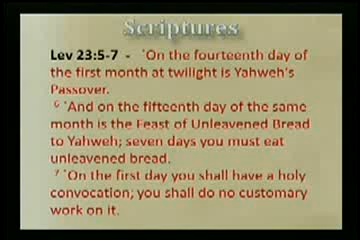 Scriptures
Lev 23:5-7 - `On the fourteenth day of
the first month at twilight is Yahweh's
Passover.
6 `And on the fifteenth day of the same
month is the Feast of Unleavened Bread
to Yahweh; seven days you must eat
unleavened bread.
7 `On the first day you shall have a holy
convocation; you shall do no customary
work on it.